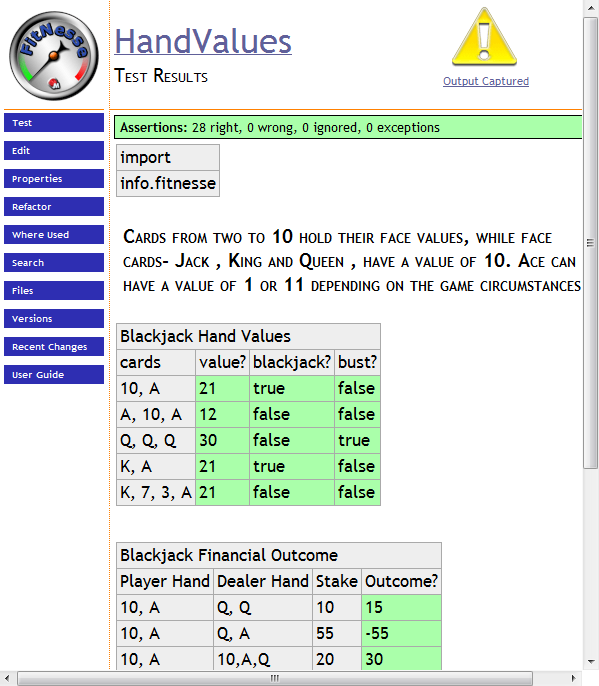 FitNesse
HandValues
Test Results
Output Captured
Test
Edit
Properties
Refactor
Where Used
Search
Files
Versions
Recent Changes
User Guide
Assertions: 28 right, 0 wrong, 0 ignored, 0 exceptions
import
info.fitnesse
Cards from two to 10 hold their face values, while face
cards- Jack , King and Queen , have a value of 10. Ace can
have a value of 1 or 11 depending on the game circumstances
Blackjack Hand Values
cards value? blackjack? bust?
10, A 21 true false
A, 10, A 12 false false
Q, Q, Q 30 false true
K, A 21 true false
K, 7, 3, A 21 false false
Blackjack Financial Outcome
Player Hand Dealer Hand Stake Outcome?
10, A Q, Q 10 15
10, A Q, A 55 -55
10, A 10,A,Q 20 30